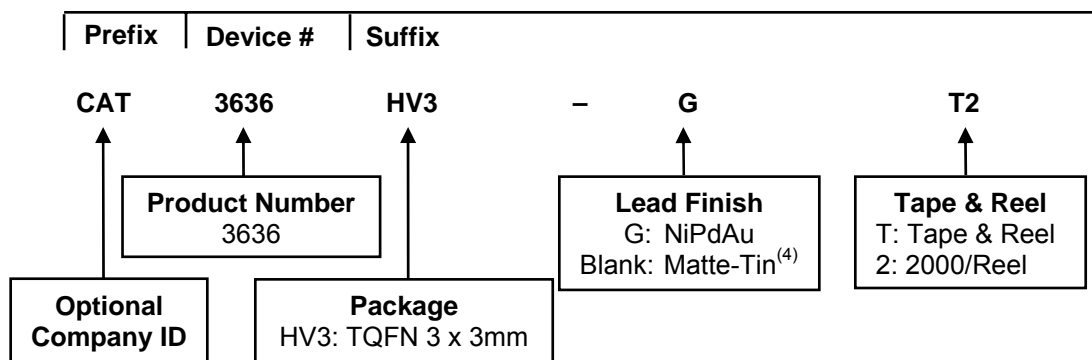 Prefix Device # Suffix
CAT 3636 HV3 – G T2
Product Number
3636
Lead Finish
G: NiPdAu
Blank: Matte-Tin(4)
Tape & Reel
T: Tape & Reel
2: 2000/Reel
Optional
Company ID
Package
HV3: TQFN 3 x 3mm